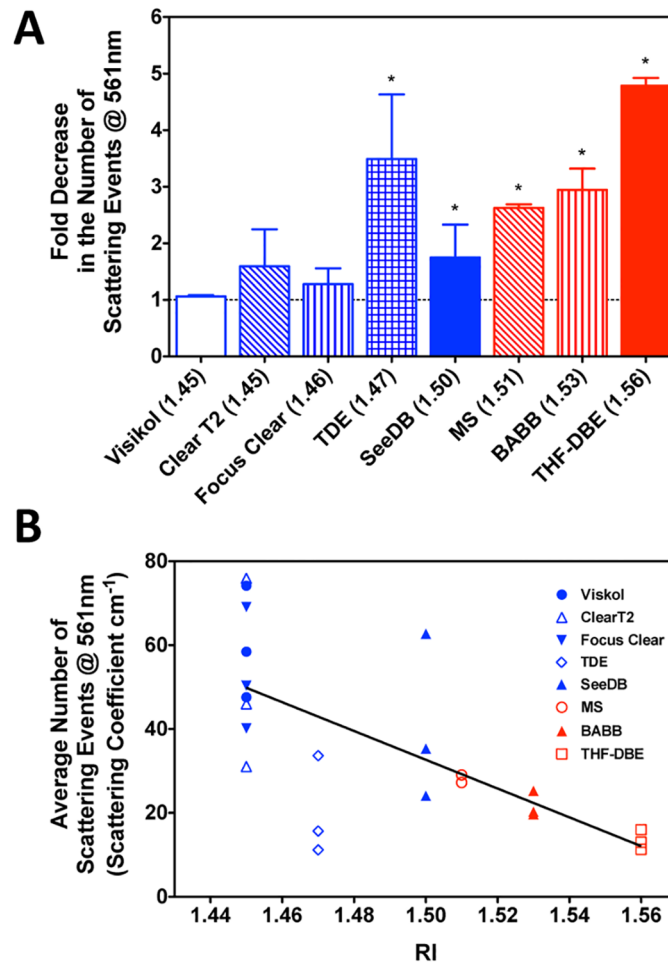 A
Fold Decrease
in the Number of
Scattering Events @ 561nm
6
5
4
3
2
1
0
*
*
*
*
*
Visikol (1.45)
Clear T2 (1.45)
Focus Clear (1.46)
TDE (1.47)
SeeDB (1.50)
MS (1.51)
BABB (1.53)
THF-DBE (1.56)
B
Average Number of
Scattering Events @ 561nm
(Scattering Coefficient cm⁻¹)
80
60
40
20
0
Viskol
ClearT2
Focus Clear
TDE
SeeDB
MS
BABB
THF-DBE
1.44 1.46 1.48 1.50 1.52 1.54 1.56
RI